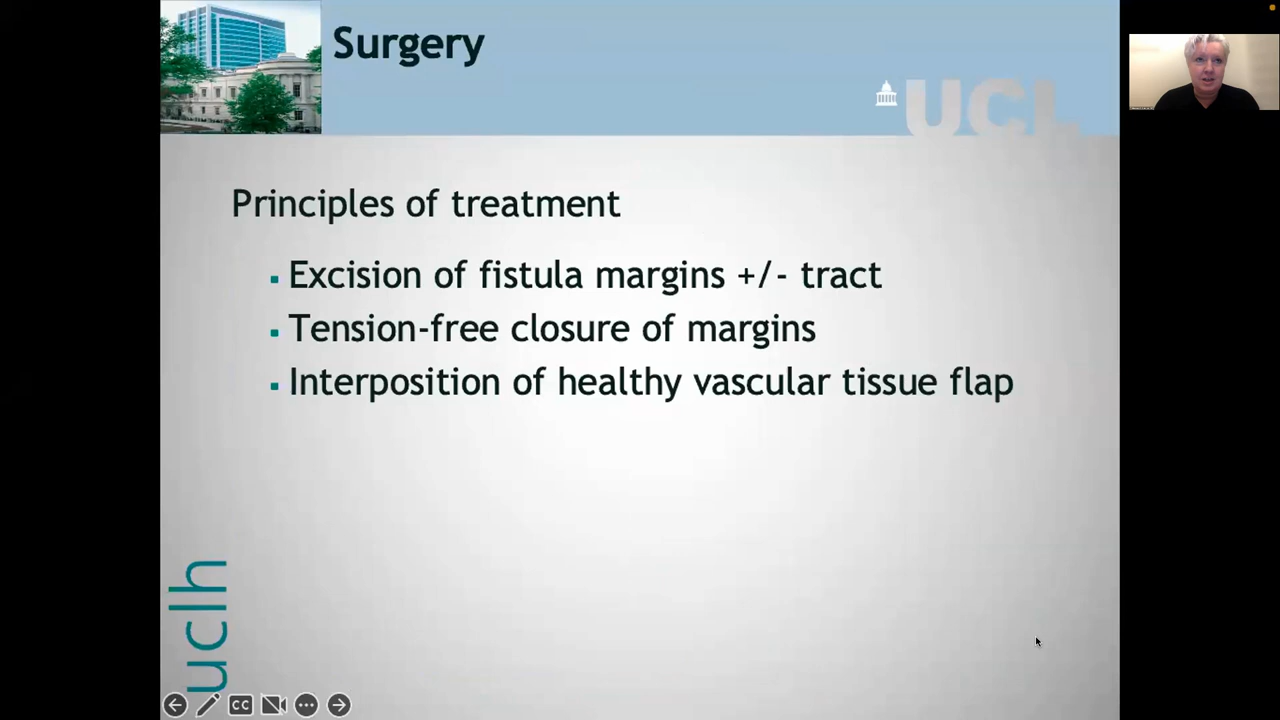 Surgery
UCL
Principles of treatment
Excision of fistula margins +/- tract
Tension-free closure of margins
Interposition of healthy vascular tissue flap
uclh
CC